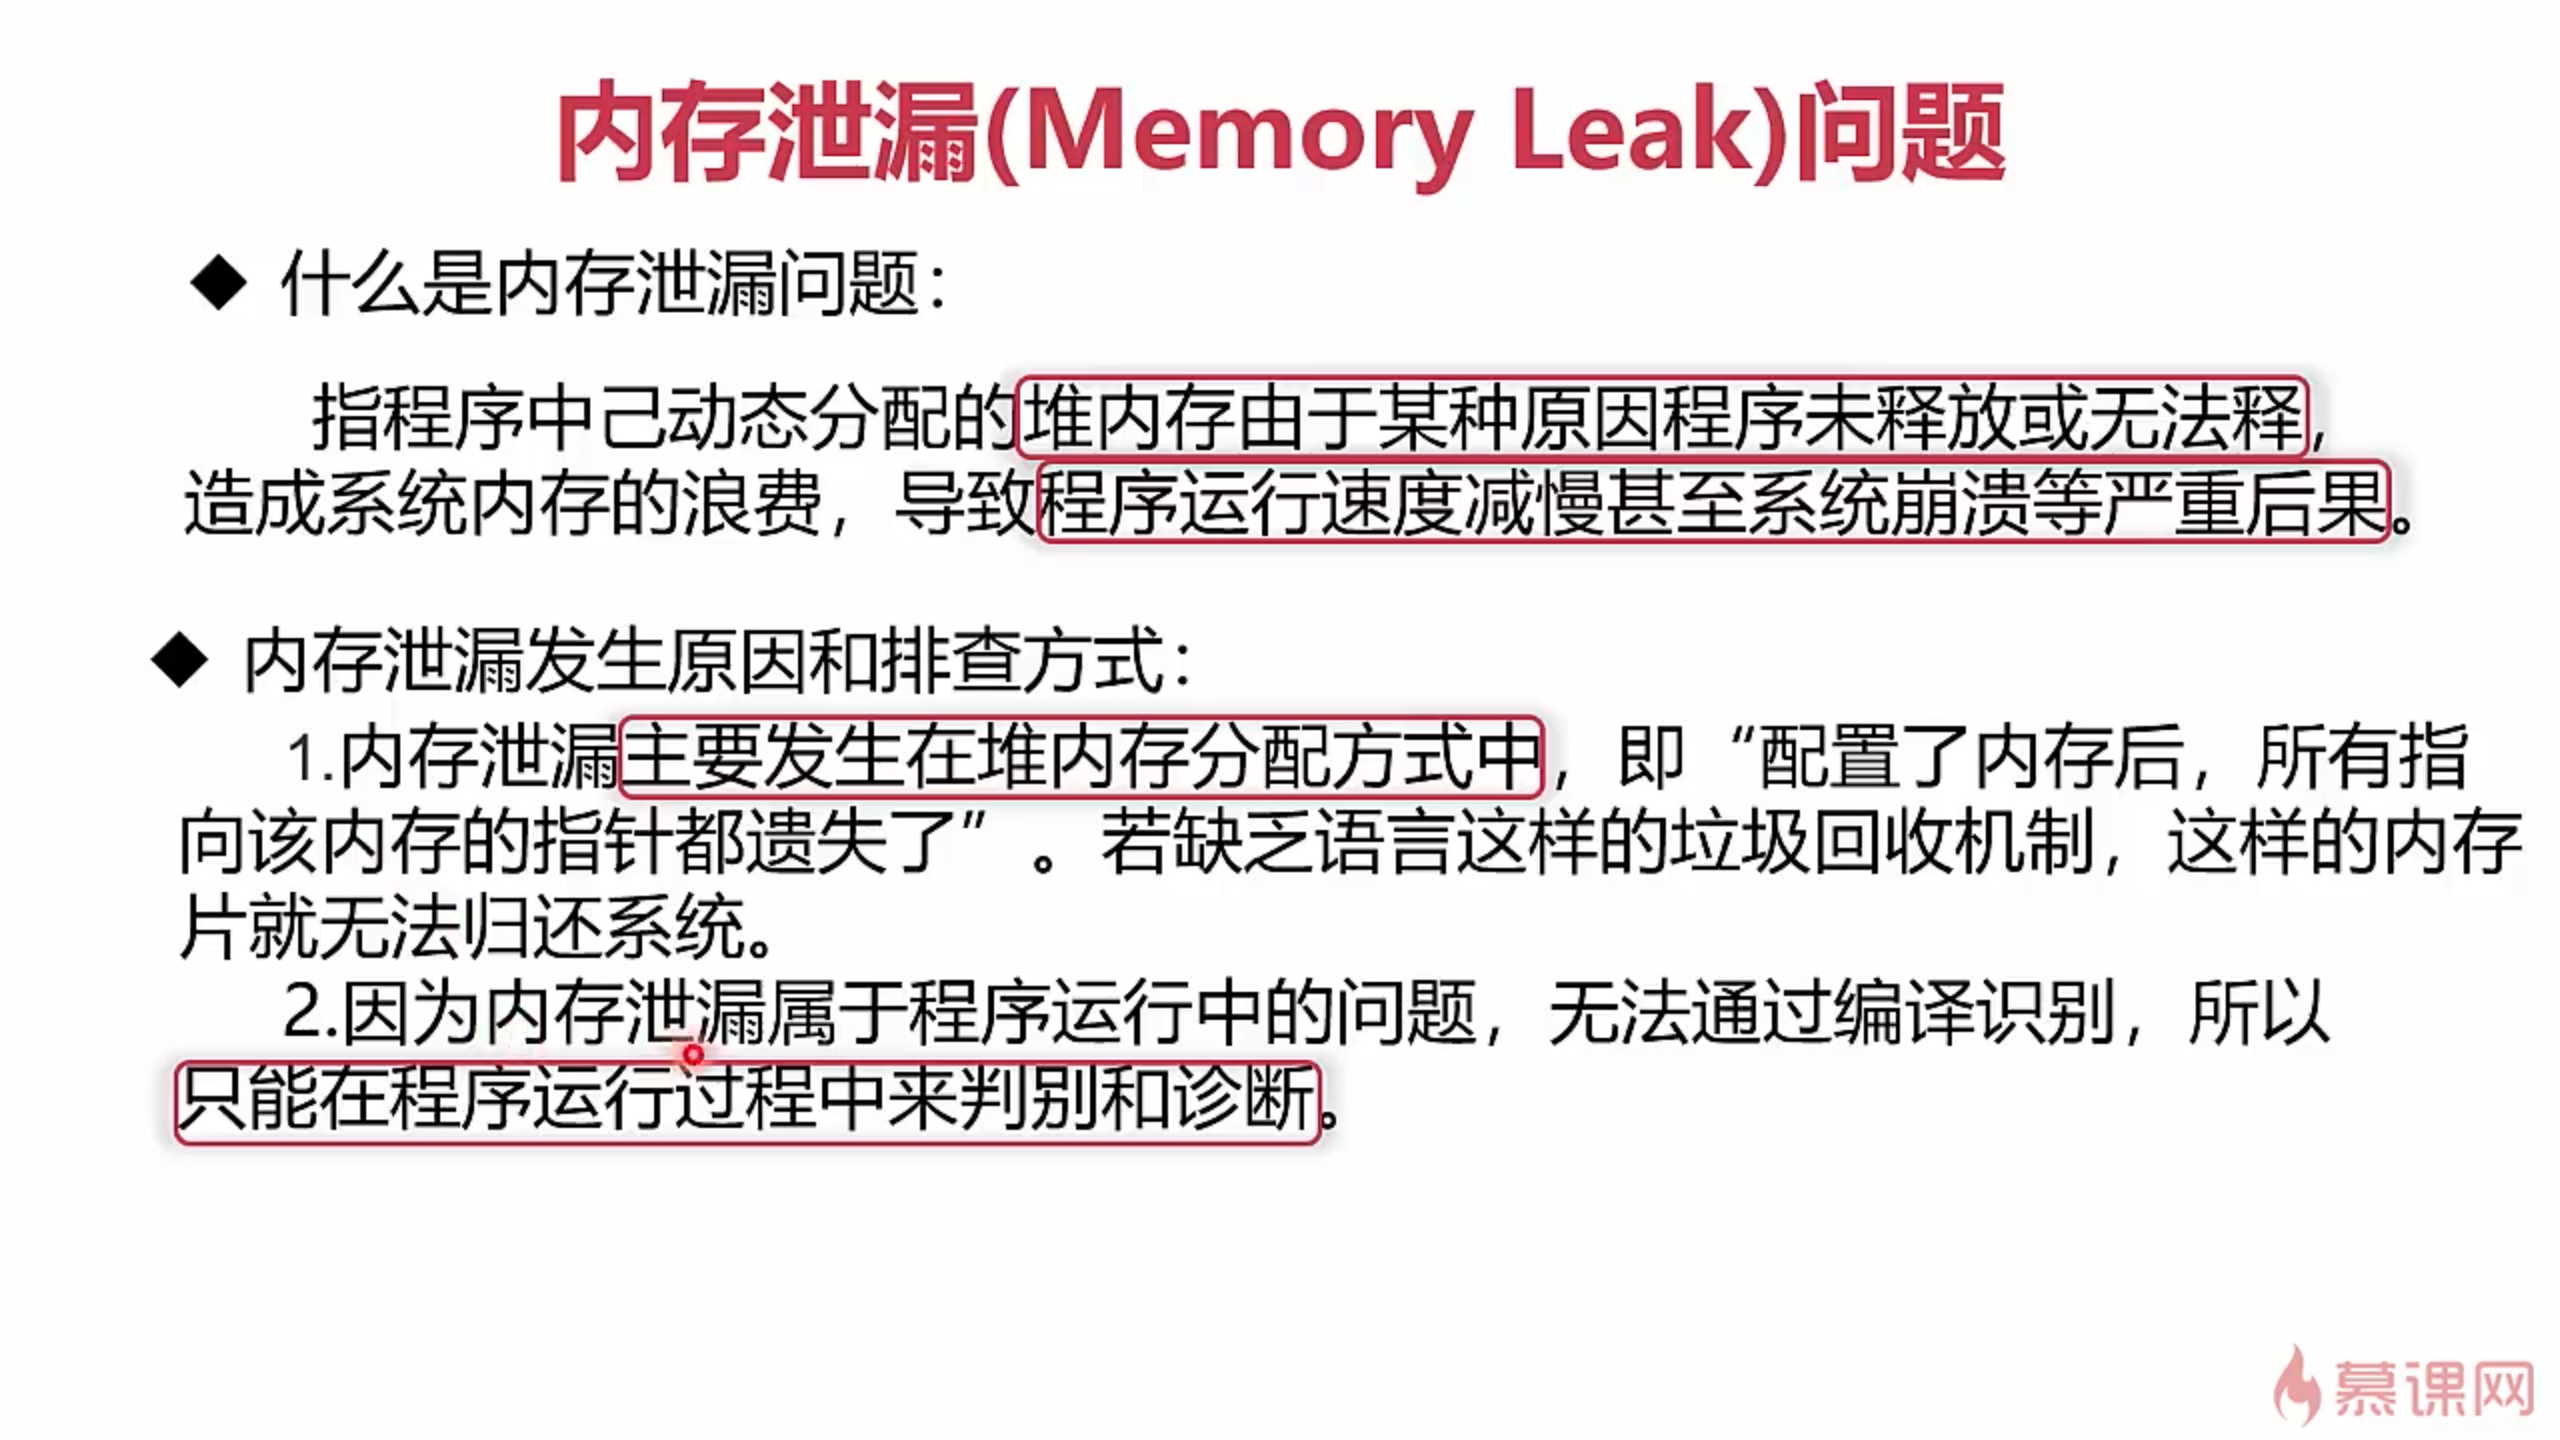 内存泄漏(Memory Leak)问题
◆ 什么是内存泄漏问题：
指程序中己动态分配的堆内存由于某种原因程序未释放或无法释，
造成系统内存的浪费，导致程序运行速度减慢甚至系统崩溃等严重后果。
◆ 内存泄漏发生原因和排查方式：
1.内存泄漏主要发生在堆内存分配方式中，即“配置了内存后，所有指
向该内存的指针都遗失了”。若缺乏语言这样的垃圾回收机制，这样的内存
片就无法归还系统。
2.因为内存泄漏属于程序运行中的问题，无法通过编译识别，所以
只能在程序运行过程中来判别和诊断。
慕课网